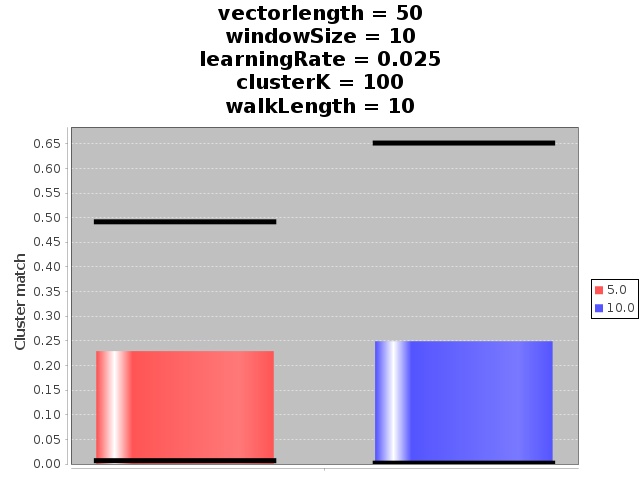 vectorlength = 50
windowSize = 10
learningRate = 0.025
clusterK = 100
walkLength = 10
0.65
0.60
0.55
0.50
0.45
0.40
0.35
0.30
0.25
0.20
0.15
0.10
0.05
0.00
Cluster match
5.0
10.0